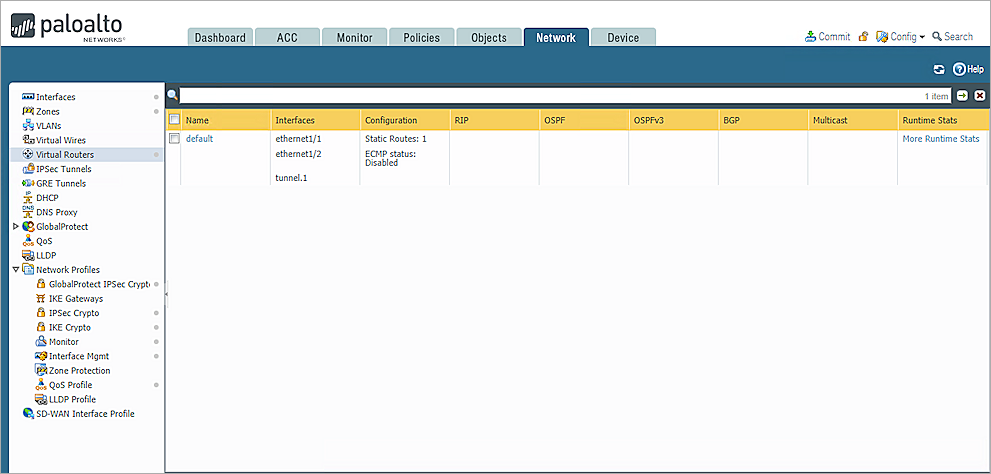 paloalto
NETWORKS®
Dashboard ACC Monitor Policies Objects Network Device
Commit Config Search
Help
1 item
Interfaces
Zones
VLANs
Virtual Wires
Virtual Routers
IPSec Tunnels
GRE Tunnels
DHCP
DNS Proxy
GlobalProtect
QoS
LLDP
Network Profiles
GlobalProtect IPSec Crypt
IKE Gateways
IPSec Crypto
IKE Crypto
Monitor
Interface Mgmt
Zone Protection
QoS Profile
LLDP Profile
SD-WAN Interface Profile
Name Interfaces Configuration RIP OSPF OSPFv3 BGP Multicast Runtime Stats
default ethernet1/1 Static Routes: 1 More Runtime Stats
ethernet1/2 ECMP status:
Disabled
tunnel.1